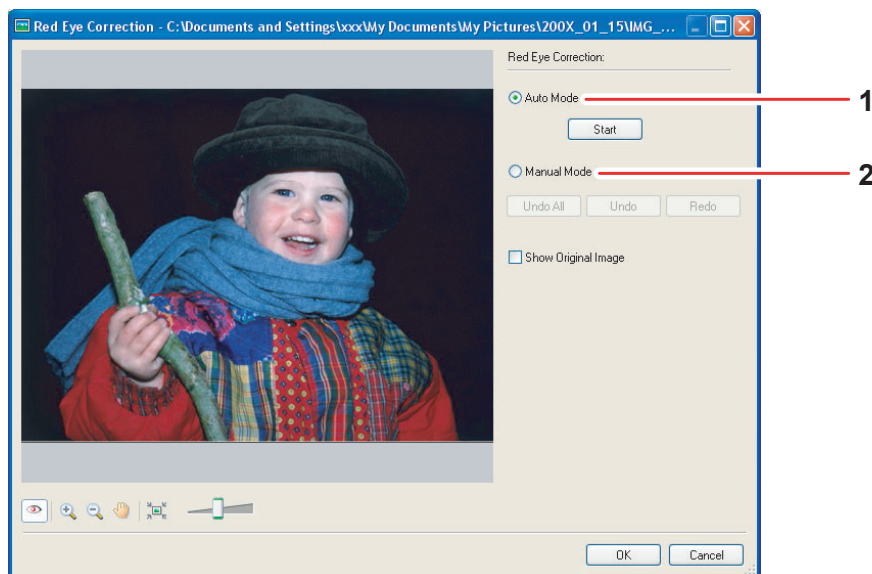 Red Eye Correction - C:\Documents and Settings\xxx\My Documents\My Pictures\200X_01_15\IMG_...
Red Eye Correction:
Auto Mode
1
Start
Manual Mode
2
Undo All Undo Redo
Show Original Image
OK Cancel